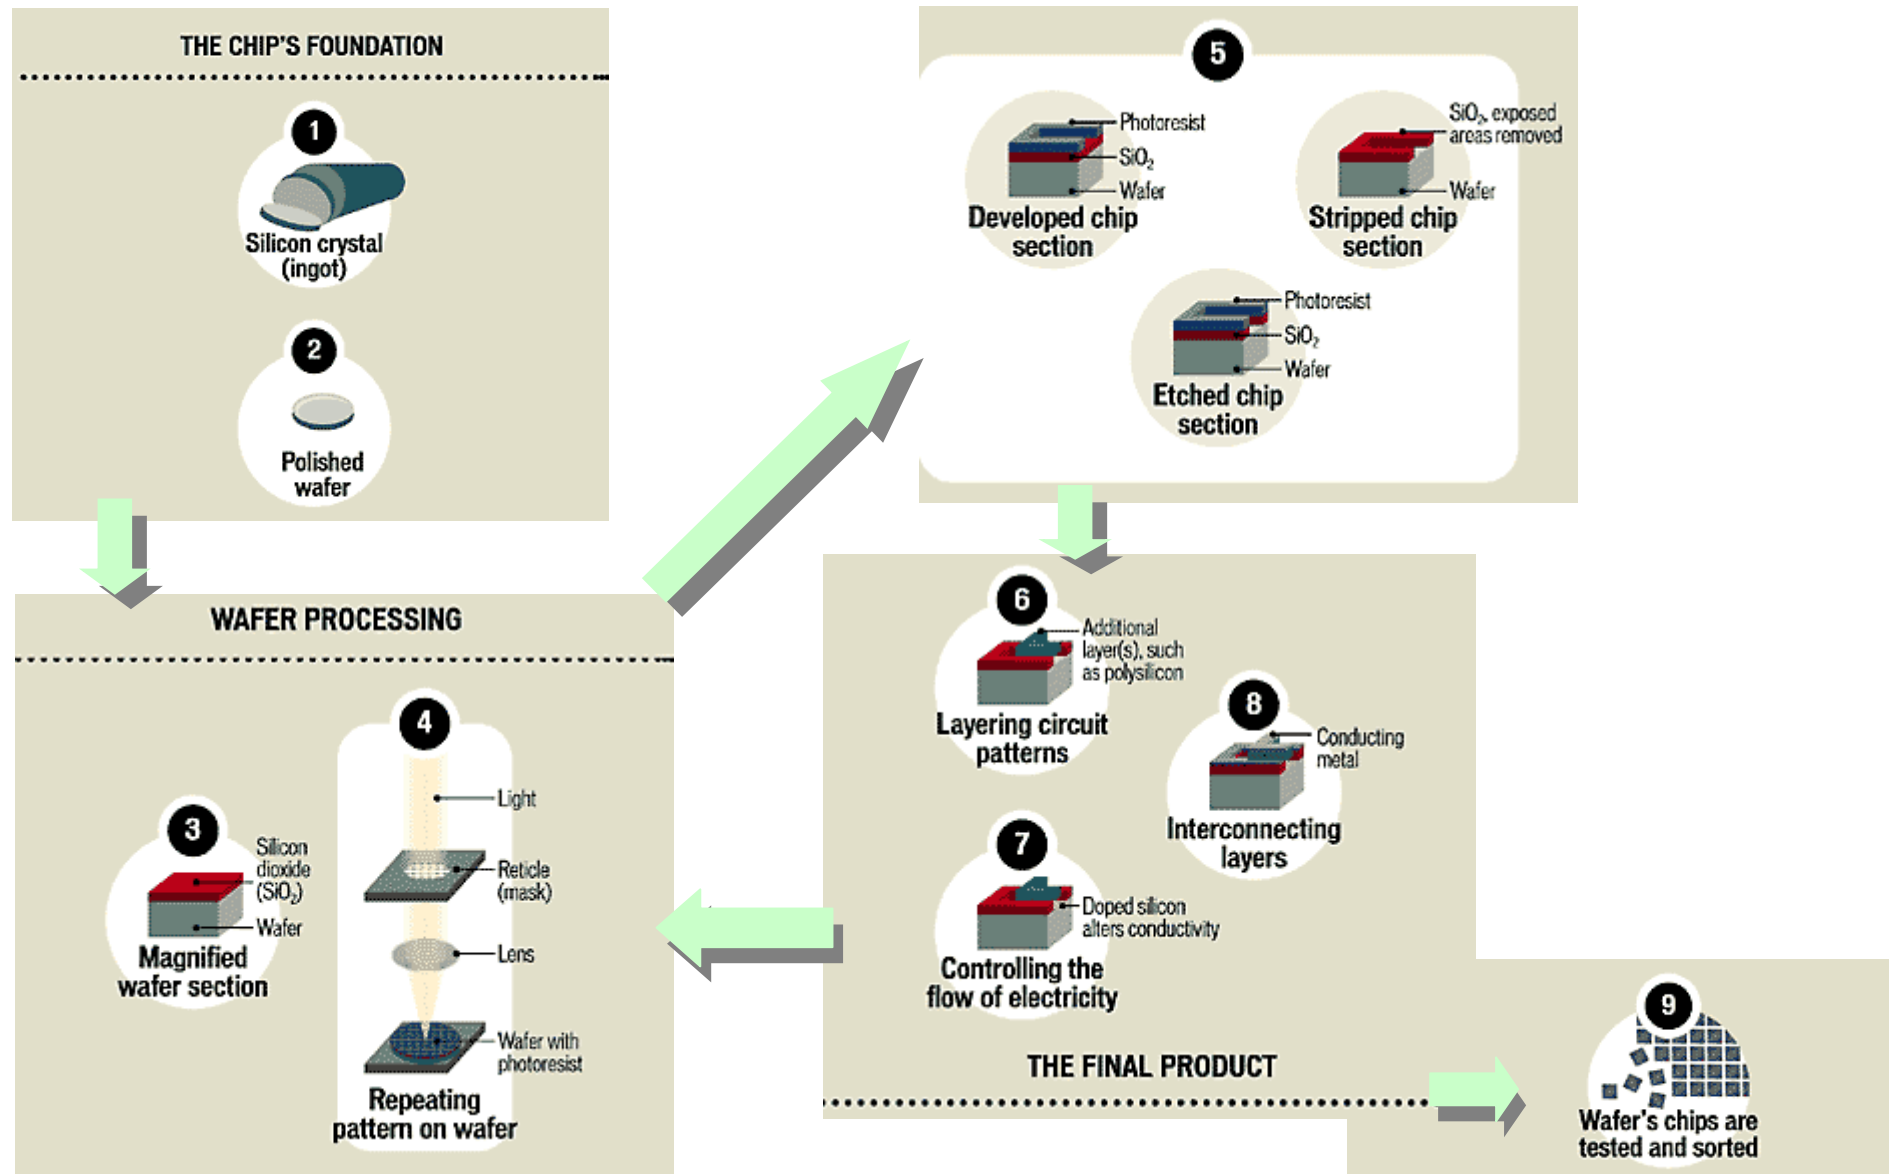 THE CHIP'S FOUNDATION
1
Silicon crystal
(ingot)
2
Polished
wafer
WAFER PROCESSING
3
Silicon
dioxide
(SiO₂)
Wafer
Magnified
wafer section
4
Light
Reticle
(mask)
Lens
Wafer with
photoresist
Repeating
pattern on wafer
5
Photoresist
SiO₂
Wafer
Developed chip
section
SiO₂, exposed
areas removed
Wafer
Stripped chip
section
Photoresist
SiO₂
Wafer
Etched chip
section
6
Additional
layer(s), such
as polysilicon
Layering circuit
patterns
7
Doped silicon
alters conductivity
Controlling the
flow of electricity
8
Conducting
metal
Interconnecting
layers
THE FINAL PRODUCT
9
Wafer's chips are
tested and sorted